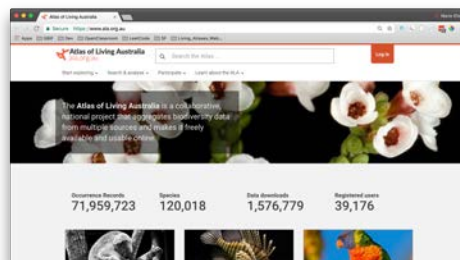 Atlas of Living Australia
Secure https://www.ala.org.au
Atlas of Living Australia
ala.org.au
Search the Atlas ...
Log in
Start exploring
Search & analyse
Participate
Learn about the ALA
The Atlas of Living Australia is a collaborative,
national project that aggregates biodiversity data
from multiple sources and makes it freely
available and usable online.
Occurrence Records
71,959,723
Species
120,018
Data downloads
1,576,779
Registered users
39,176